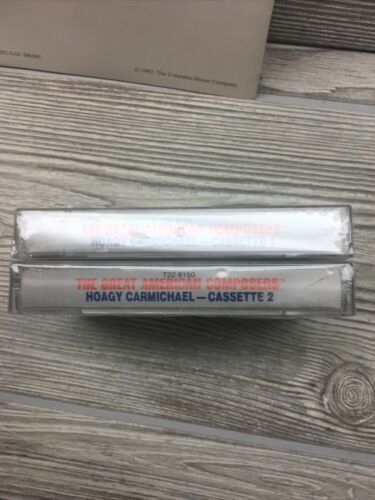 © 1992, The Columbia House Company.
THE GREAT AMERICAN COMPOSERS
HOAGY CARMICHAEL — CASSETTE 1
T22 8150
THE GREAT AMERICAN COMPOSERS™
HOAGY CARMICHAEL—CASSETTE 2